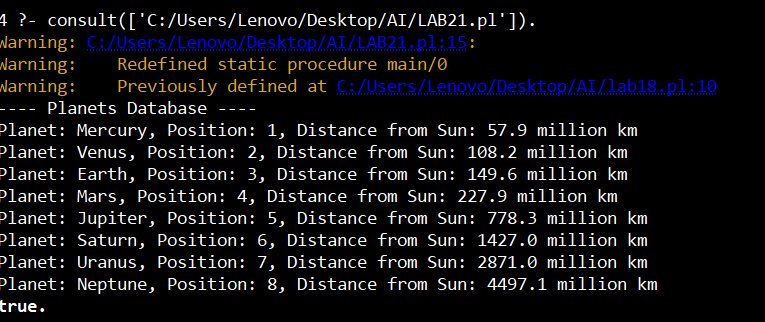 4 ?- consult(['C:/Users/Lenovo/Desktop/AI/LAB21.pl']).
Warning: C:/Users/Lenovo/Desktop/AI/LAB21.pl:15:
Warning:    Redefined static procedure main/0
Warning:    Previously defined at C:/Users/Lenovo/Desktop/AI/lab18.pl:10
---- Planets Database ----
Planet: Mercury, Position: 1, Distance from Sun: 57.9 million km
Planet: Venus, Position: 2, Distance from Sun: 108.2 million km
Planet: Earth, Position: 3, Distance from Sun: 149.6 million km
Planet: Mars, Position: 4, Distance from Sun: 227.9 million km
Planet: Jupiter, Position: 5, Distance from Sun: 778.3 million km
Planet: Saturn, Position: 6, Distance from Sun: 1427.0 million km
Planet: Uranus, Position: 7, Distance from Sun: 2871.0 million km
Planet: Neptune, Position: 8, Distance from Sun: 4497.1 million km
true.